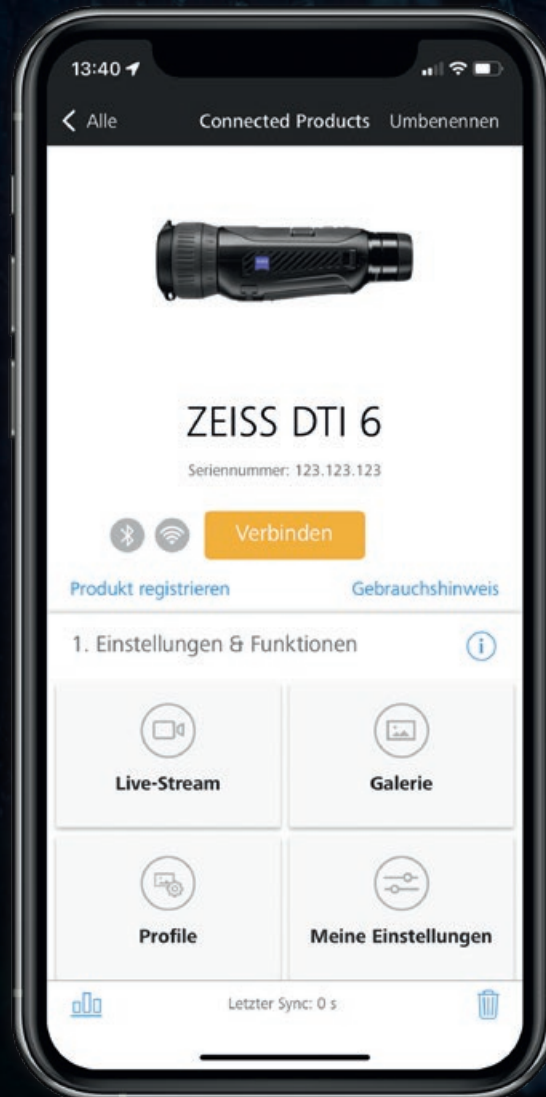 13:40
Alle Connected Products Umbenennen
ZEISS DTI 6
Seriennummer: 123.123.123
Verbinden
Produkt registrieren Gebrauchshinweis
1. Einstellungen & Funktionen
Live-Stream Galerie
Profile Meine Einstellungen
Letzter Sync: 0 s